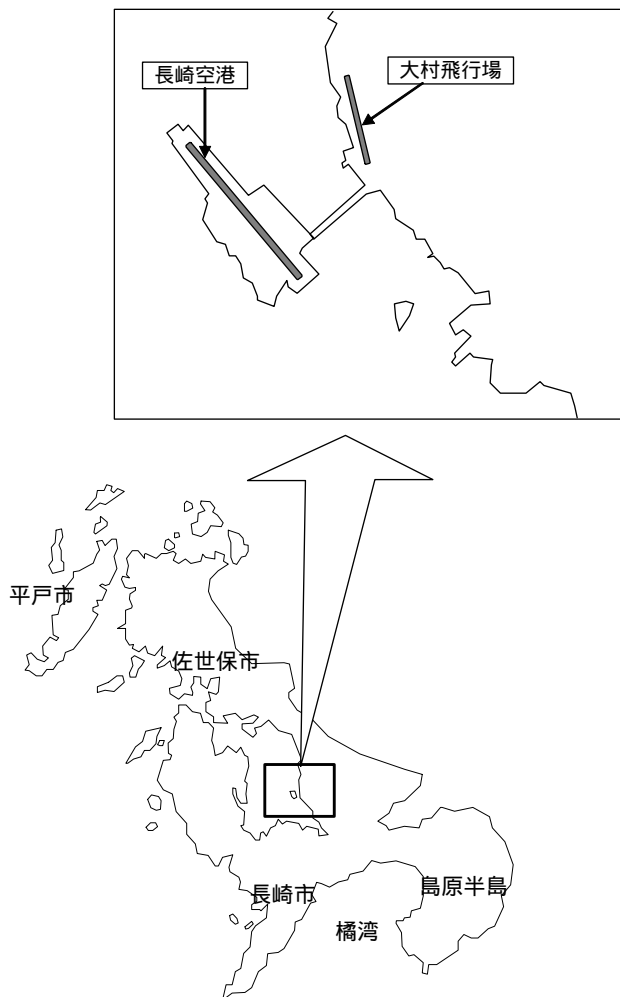 長崎空港
大村飛行場
平戸市
佐世保市
長崎市
島原半島
橘湾